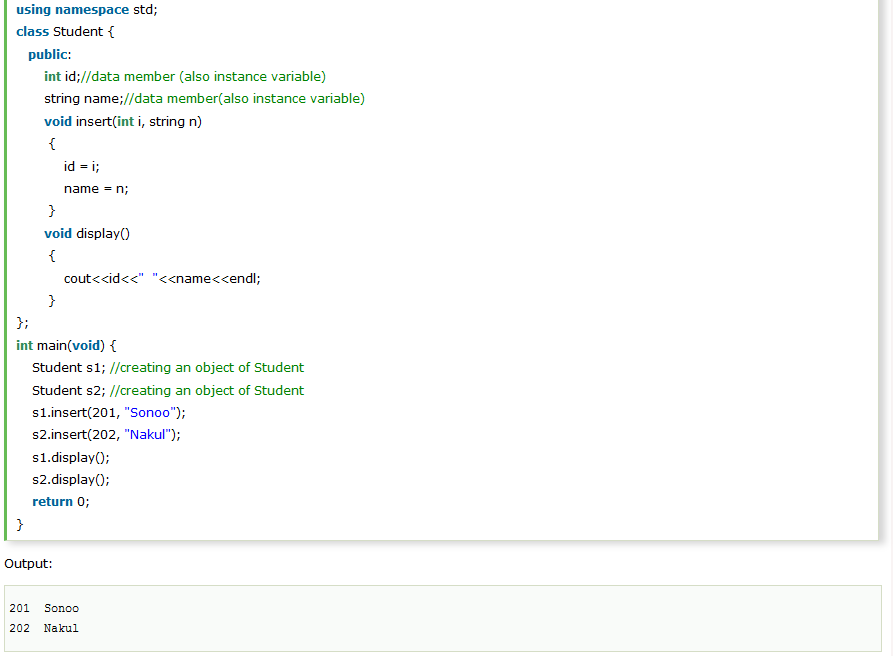 using namespace std;
class Student {
public:
int id;//data member (also instance variable)
string name;//data member(also instance variable)
void insert(int i, string n)
{
id = i;
name = n;
}
void display()
{
cout<<id<<"  "<<name<<endl;
}
};
int main(void) {
Student s1; //creating an object of Student
Student s2; //creating an object of Student
s1.insert(201, "Sonoo");
s2.insert(202, "Nakul");
s1.display();
s2.display();
return 0;
}
Output:
201  Sonoo
202  Nakul